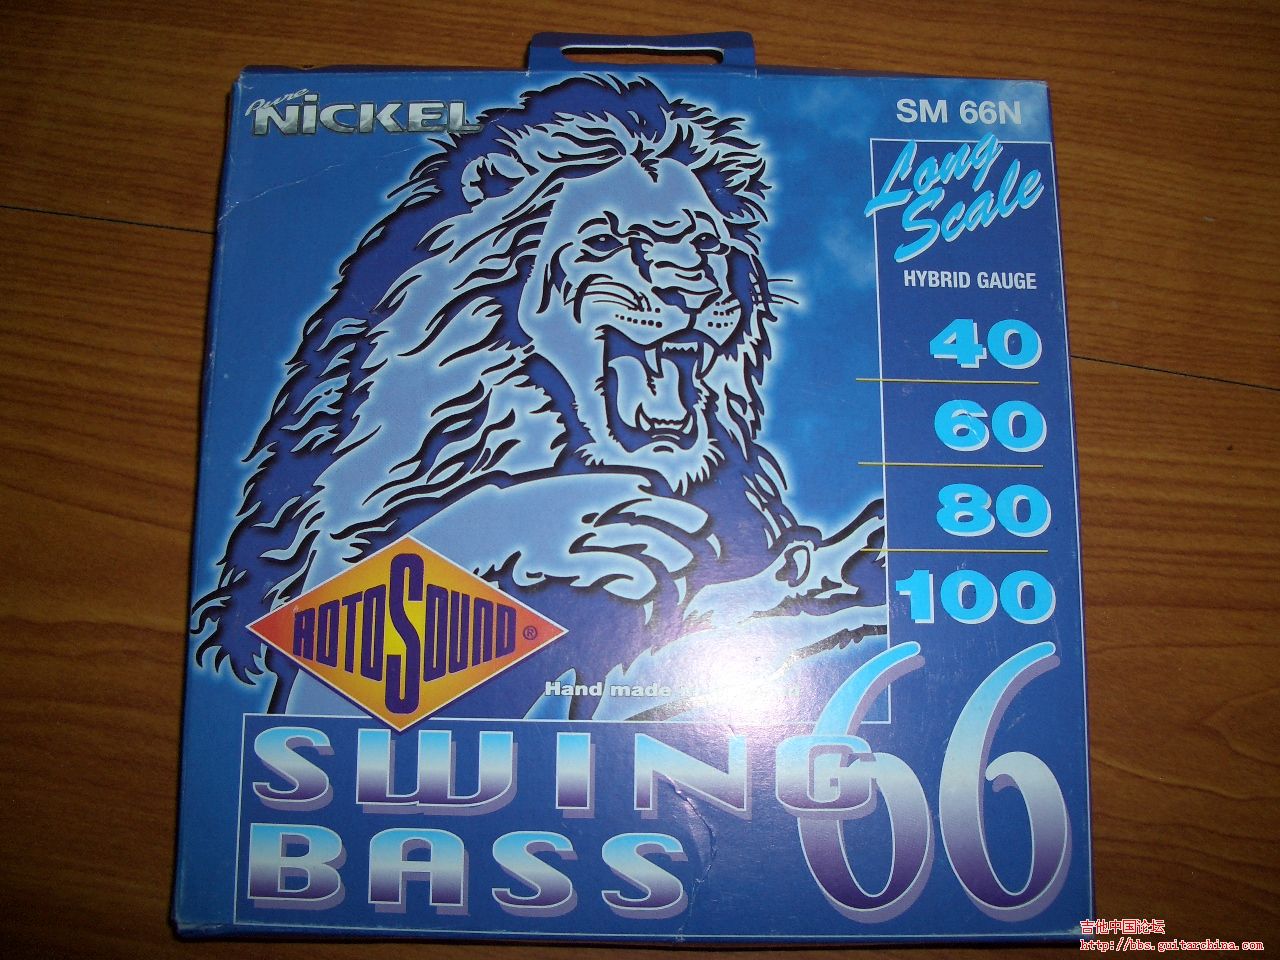 Pure
NiCKEL
SM 66N
Long
Scale
HYBRID GAUGE
40
60
80
100
ROTOSOUND®
Hand made
SWING
BASS
66
吉他中国论坛
http://bbs.guitarchina.com